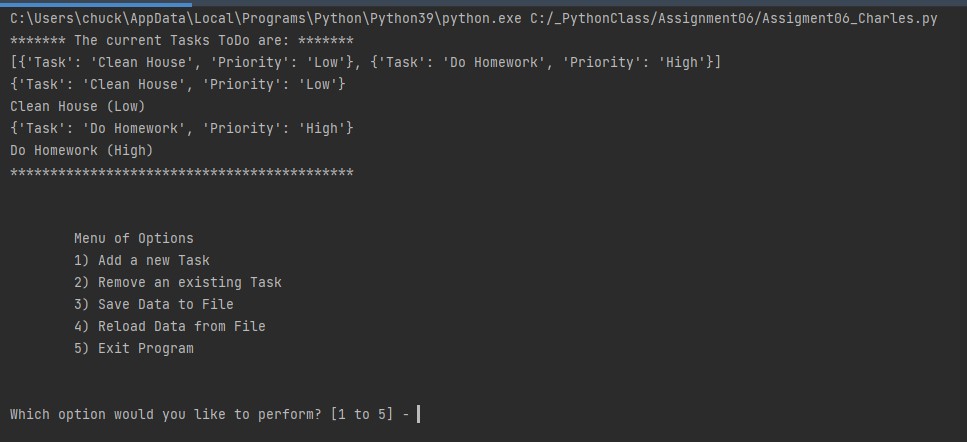 C:\Users\chuck\AppData\Local\Programs\Python\Python39\python.exe C:/_PythonClass/Assignment06/Assigment06_Charles.py
******* The current Tasks ToDo are: *******
[{'Task': 'Clean House', 'Priority': 'Low'}, {'Task': 'Do Homework', 'Priority': 'High'}]
{'Task': 'Clean House', 'Priority': 'Low'}
Clean House (Low)
{'Task': 'Do Homework', 'Priority': 'High'}
Do Homework (High)
*******************************************
Menu of Options
1) Add a new Task
2) Remove an existing Task
3) Save Data to File
4) Reload Data from File
5) Exit Program
Which option would you like to perform? [1 to 5] -